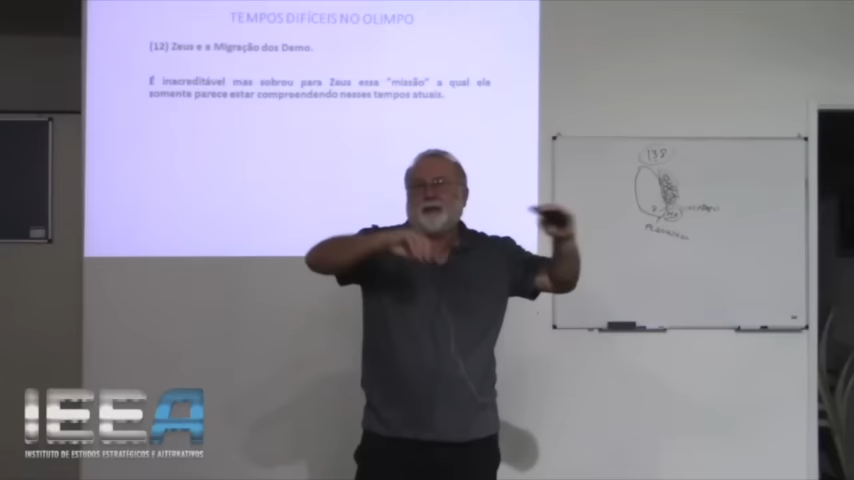 TEMPOS DIFÍCEIS NO OLIMPO
(12) Zeus e a Migração dos Demo.
É inacreditável mas sobrou para Zeus essa "missão" a qual ele
somente parece estar compreendendo nesses tempos atuais.
138
IEEA
INSTITUTO DE ESTUDOS ESTRATÉGICOS E ALTERNATIVOS